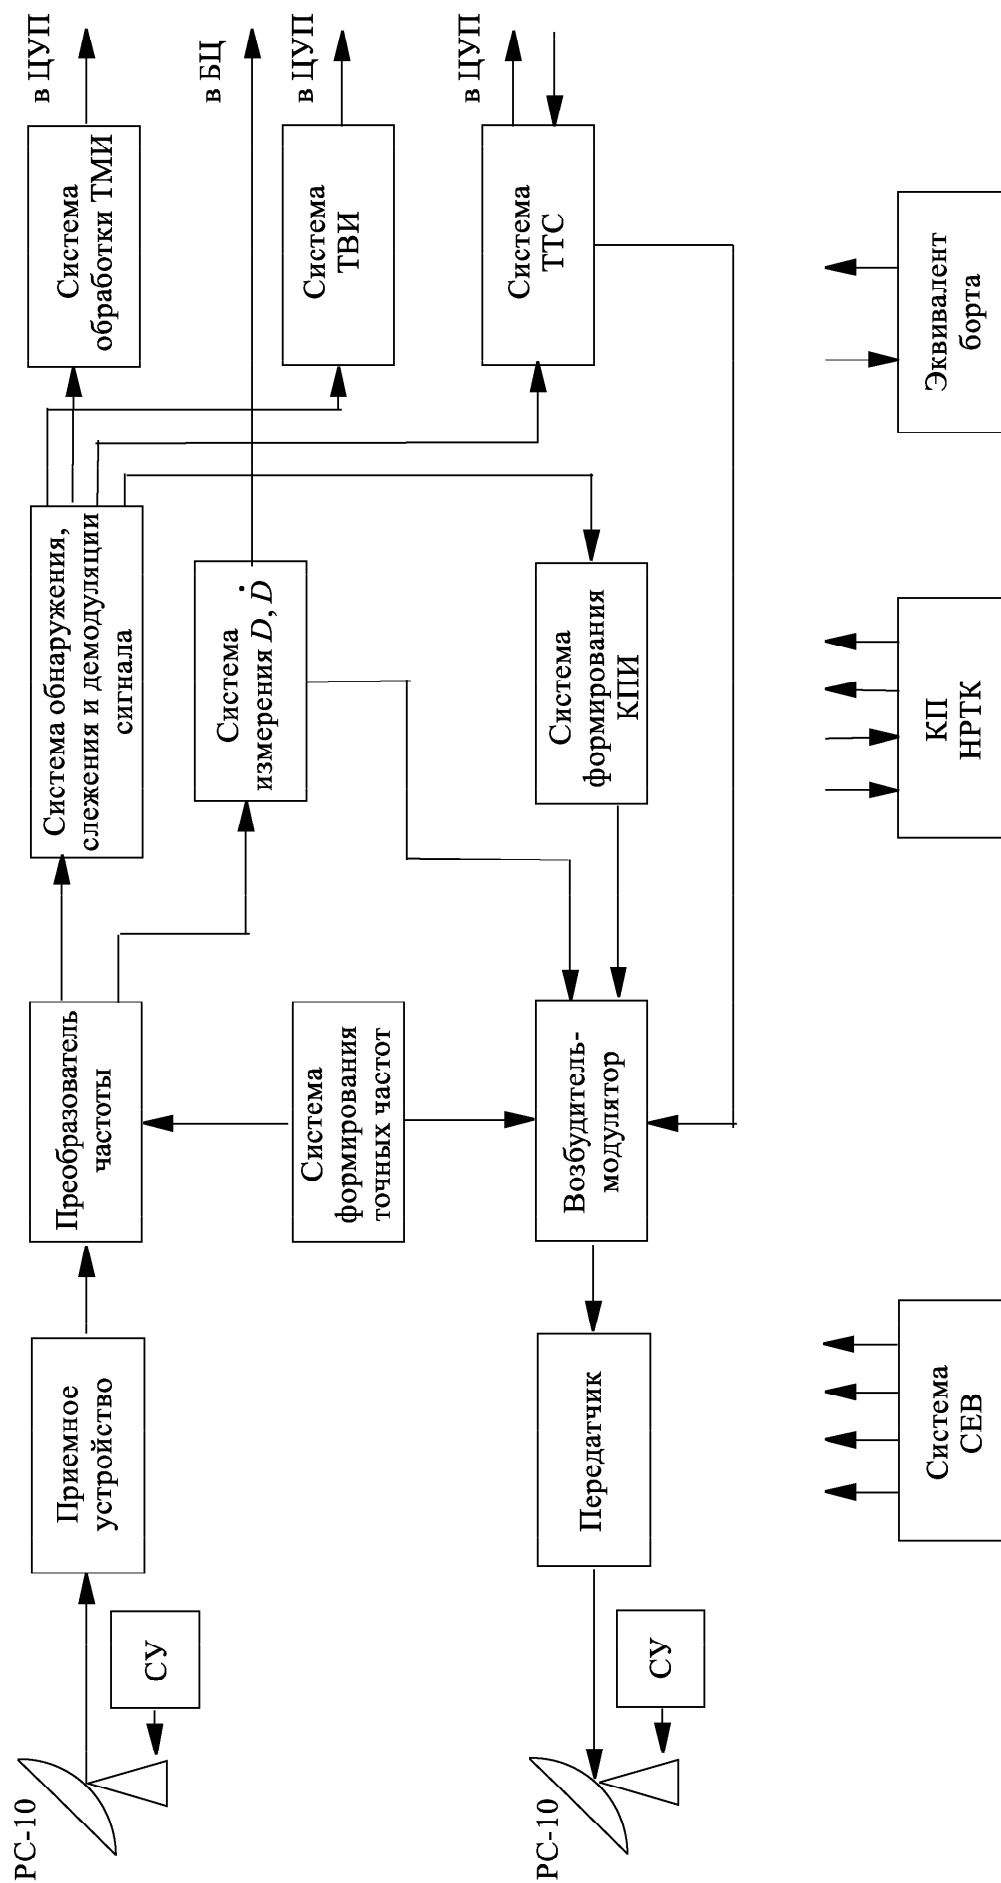 РС-10
СУ
Приемное
устройство
Преобразователь
частоты
Система обнаружения,
слежения и демодуляции
сигнала
Система
обработки ТМИ
в ЦУП
Система
измерения D, Ḋ
в БЦ
Система
ТВИ
в ЦУП
Система
формирования
точных частот
Система
ТТС
в ЦУП
РС-10
СУ
Передатчик
Возбудитель-
модулятор
Система
формирования
КПИ
Система
СЕВ
КП
НРТК
Эквивалент
борта